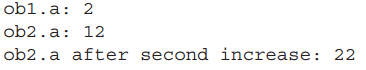 ob1.a: 2
ob2.a: 12
ob2.a after second increase: 22